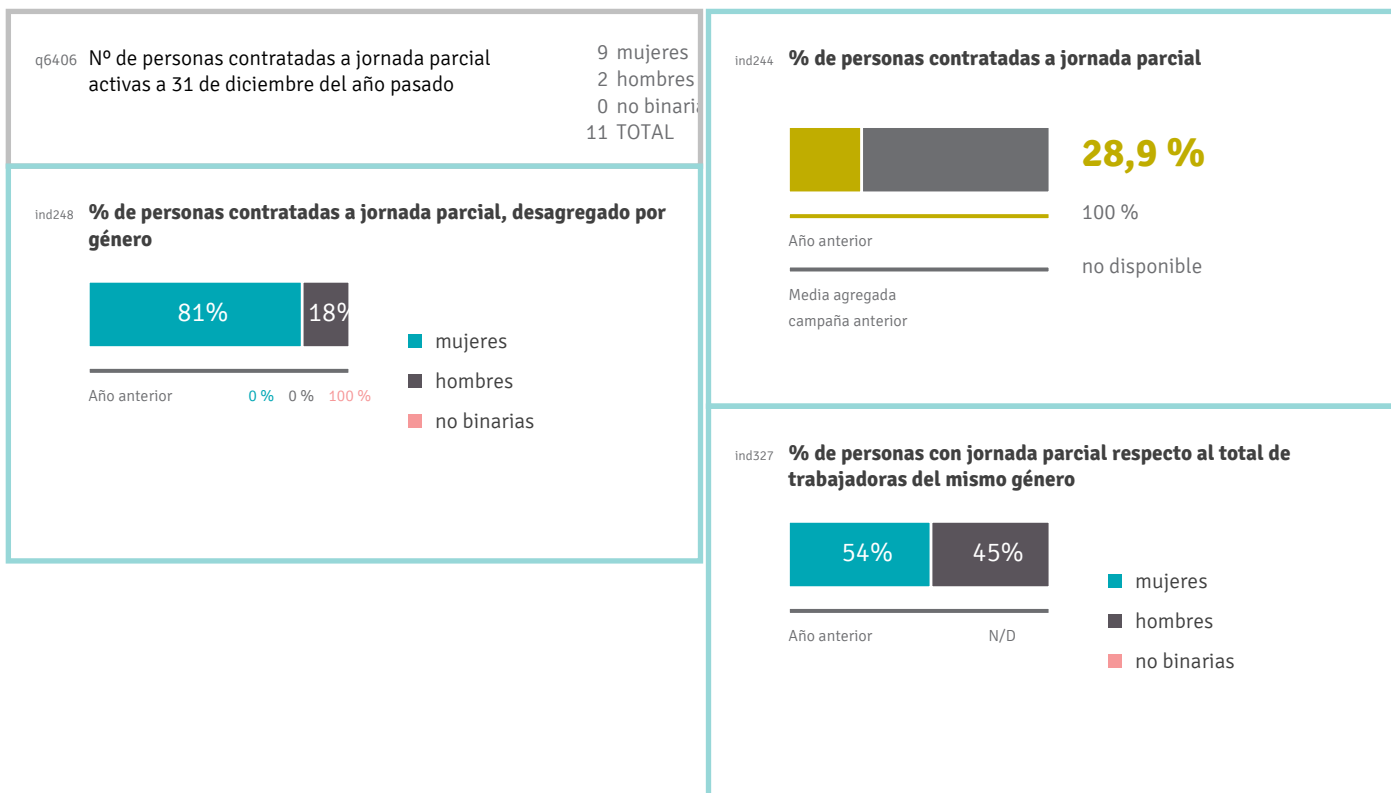 q6406 Nº de personas contratadas a jornada parcial
activas a 31 de diciembre del año pasado
9 mujeres
2 hombres
0 no binaria
11 TOTAL
ind248 % de personas contratadas a jornada parcial, desagregado por
género
81% 18%
mujeres
hombres
no binarias
Año anterior 0 % 0 % 100 %
ind244 % de personas contratadas a jornada parcial
28,9 %
100 %
Año anterior
no disponible
Media agregada
campaña anterior
ind327 % de personas con jornada parcial respecto al total de
trabajadoras del mismo género
54% 45%
mujeres
hombres
no binarias
Año anterior N/D